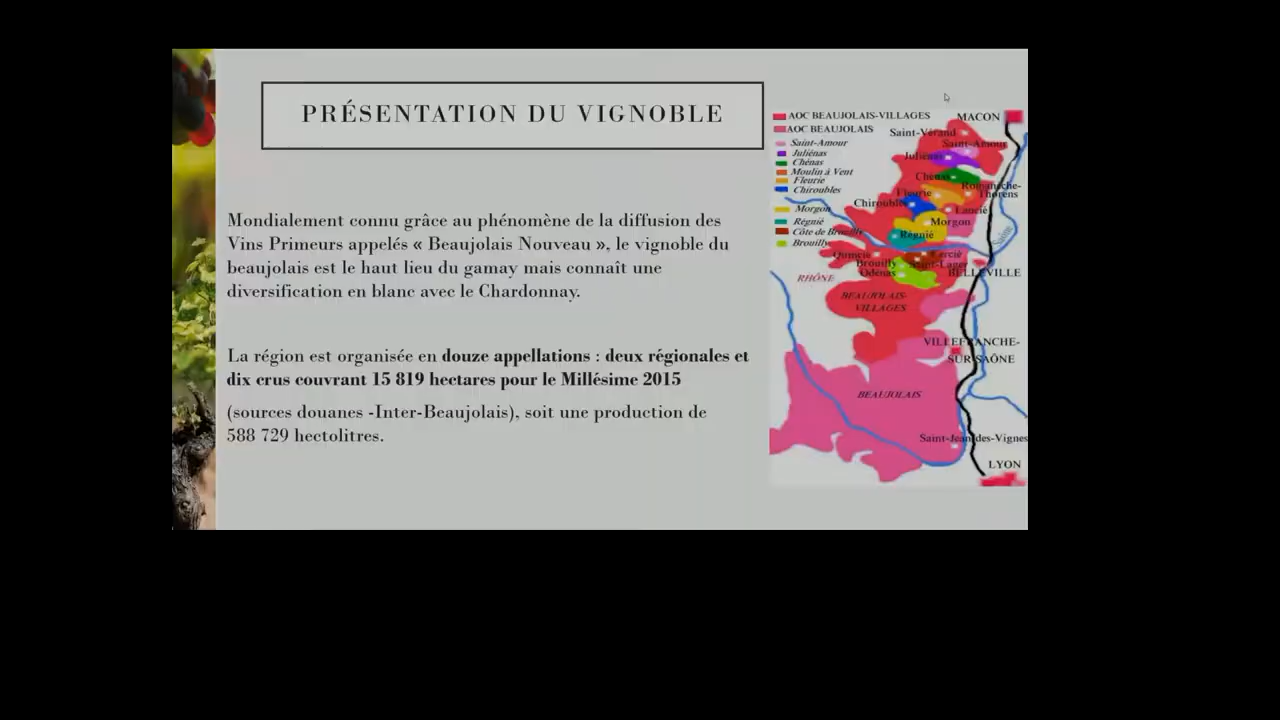 PRÉSENTATION DU VIGNOBLE
Mondialement connu grâce au phénomène de la diffusion des
Vins Primeurs appelés « Beaujolais Nouveau », le vignoble du
beaujolais est le haut lieu du gamay mais connaît une
diversification en blanc avec le Chardonnay.
La région est organisée en douze appellations : deux régionales et
dix crus couvrant 15 819 hectares pour le Millésime 2015
(sources douanes -Inter-Beaujolais), soit une production de
588 729 hectolitres.
AOC BEAUJOLAIS-VILLAGES
AOC BEAUJOLAIS
Saint-Amour
Juliénas
Chénas
Moulin à Vent
Fleurie
Chiroubles
Morgon
Régnié
Côte de Brouilly
Brouilly
MACON
Saint-Vérand
Saint-Amour
Juliénas
Chénas
Romanèche-
Thorens
Fleurie
Chiroubles
Lancié
Morgon
Régnié
Saône
Quincié
Cercié
Brouilly
Saint-Lager
Odenas
BELLEVILLE
RHÔNE
BEAUJOLAIS-
VILLAGES
VILLEFRANCHE-
SUR SAÔNE
BEAUJOLAIS
Saint-Jean des-Vignes
LYON